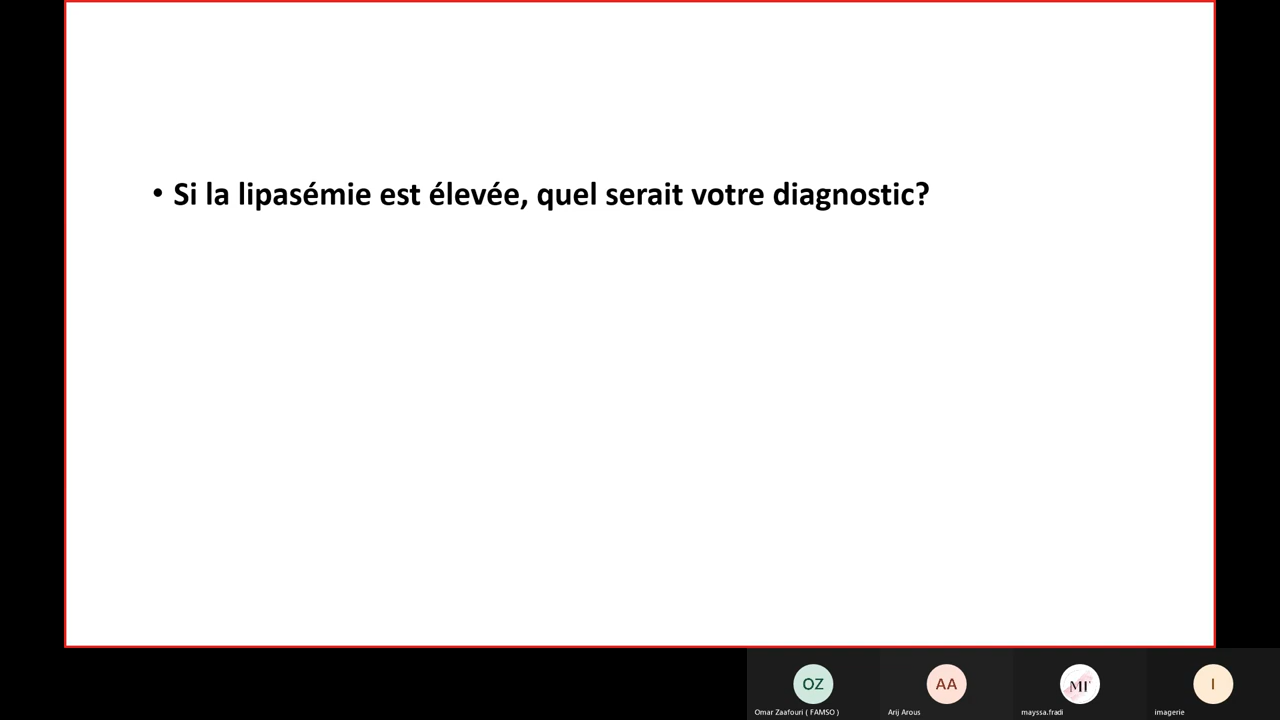 • Si la lipasémie est élevée, quel serait votre diagnostic?
OZ
AA
MF
I
Omar Zaafouri ( FAMSO )
Arij Arous
mayssa.fradi
imagerie